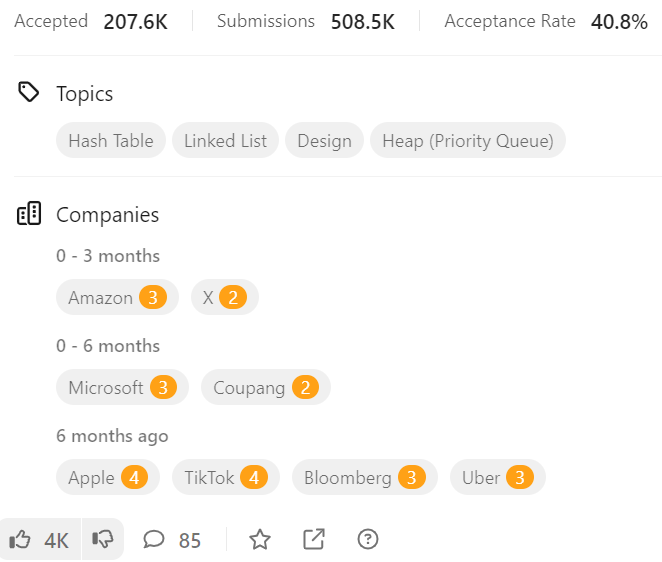 Accepted 207.6K Submissions 508.5K Acceptance Rate 40.8%
Topics
Hash Table Linked List Design Heap (Priority Queue)
Companies
0 - 3 months
Amazon 3 X 2
0 - 6 months
Microsoft 3 Coupang 2
6 months ago
Apple 4 TikTok 4 Bloomberg 3 Uber 3
4K 85 ?